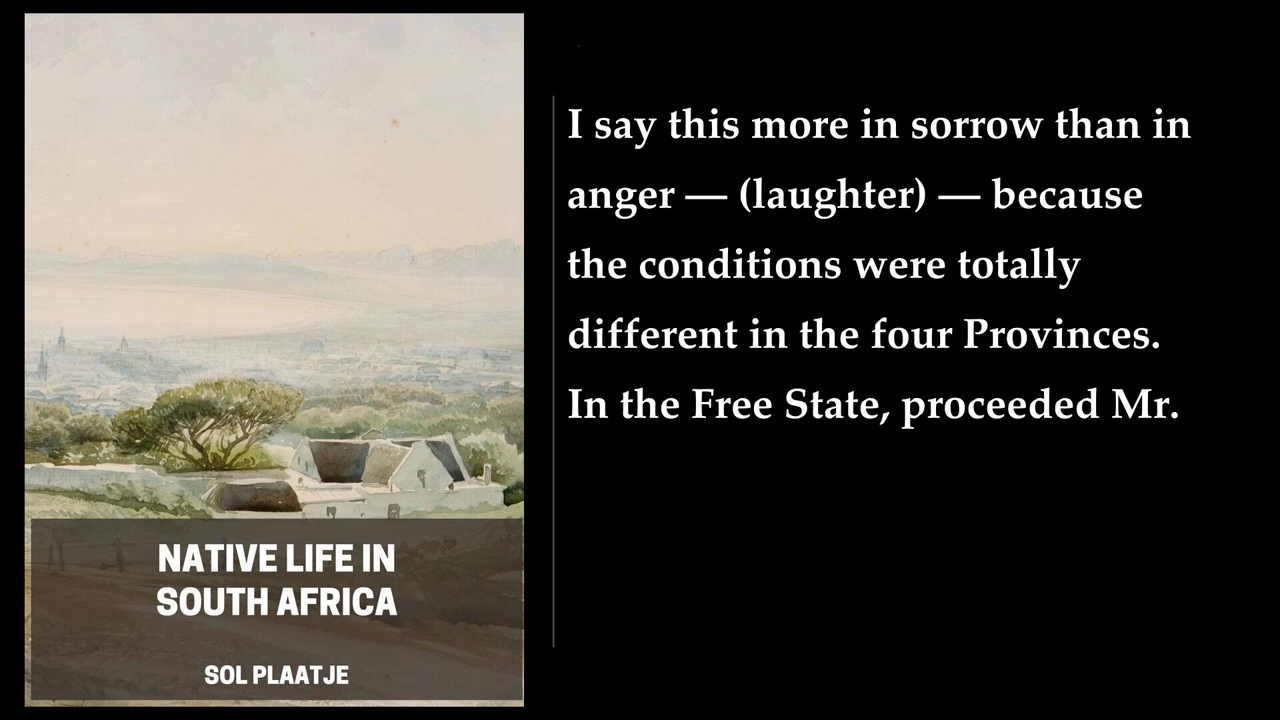 NATIVE LIFE IN
SOUTH AFRICA
SOL PLAATJE
I say this more in sorrow than in
anger — (laughter) — because
the conditions were totally
different in the four Provinces.
In the Free State, proceeded Mr.